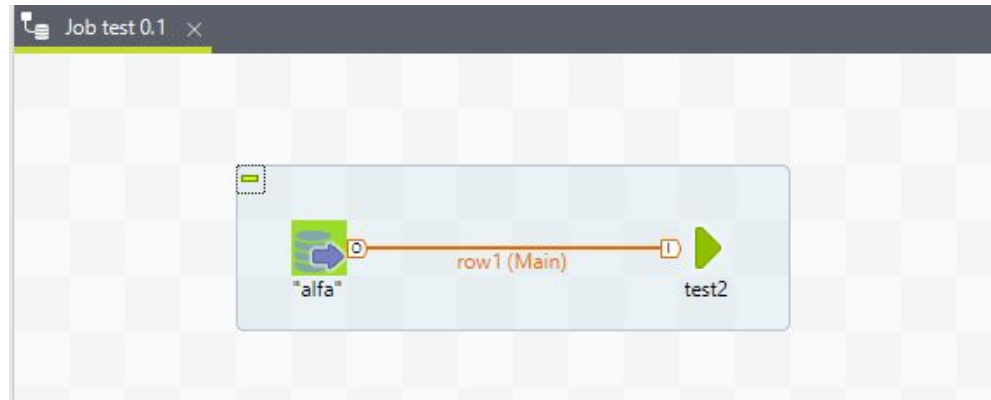 Job test 0.1
O
I
row1 (Main)
"alfa"
test2